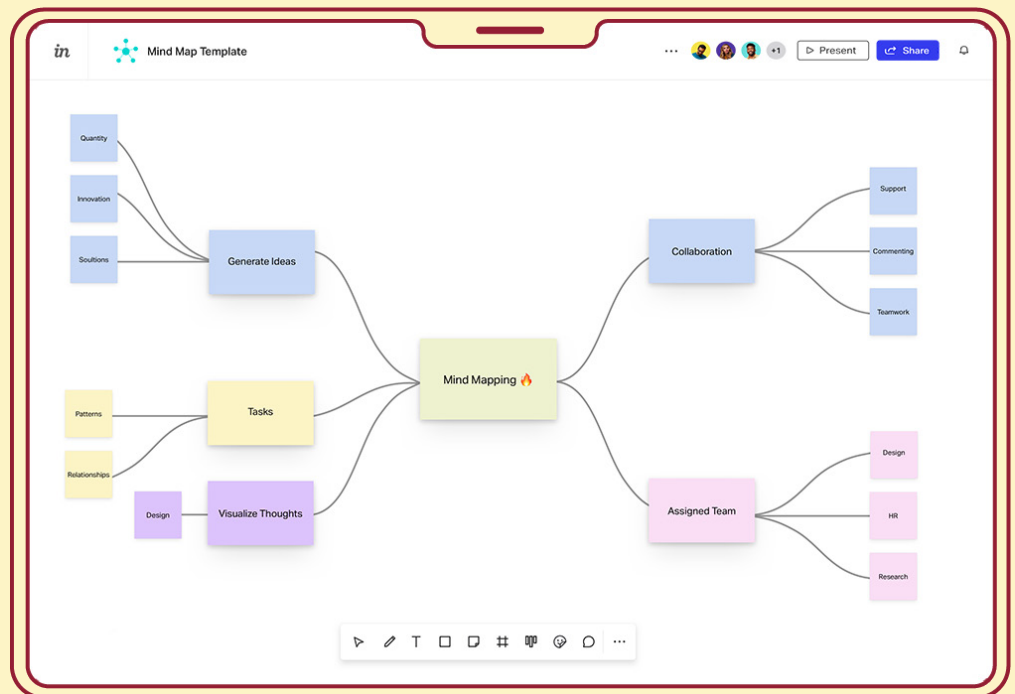 in
Mind Map Template
+1
Present
Share
Quantity
Innovation
Soultions
Generate Ideas
Patterns
Relationships
Tasks
Design
Visualize Thoughts
Mind Mapping 🔥
Collaboration
Support
Commenting
Teamwork
Assigned Team
Design
HR
Research
T